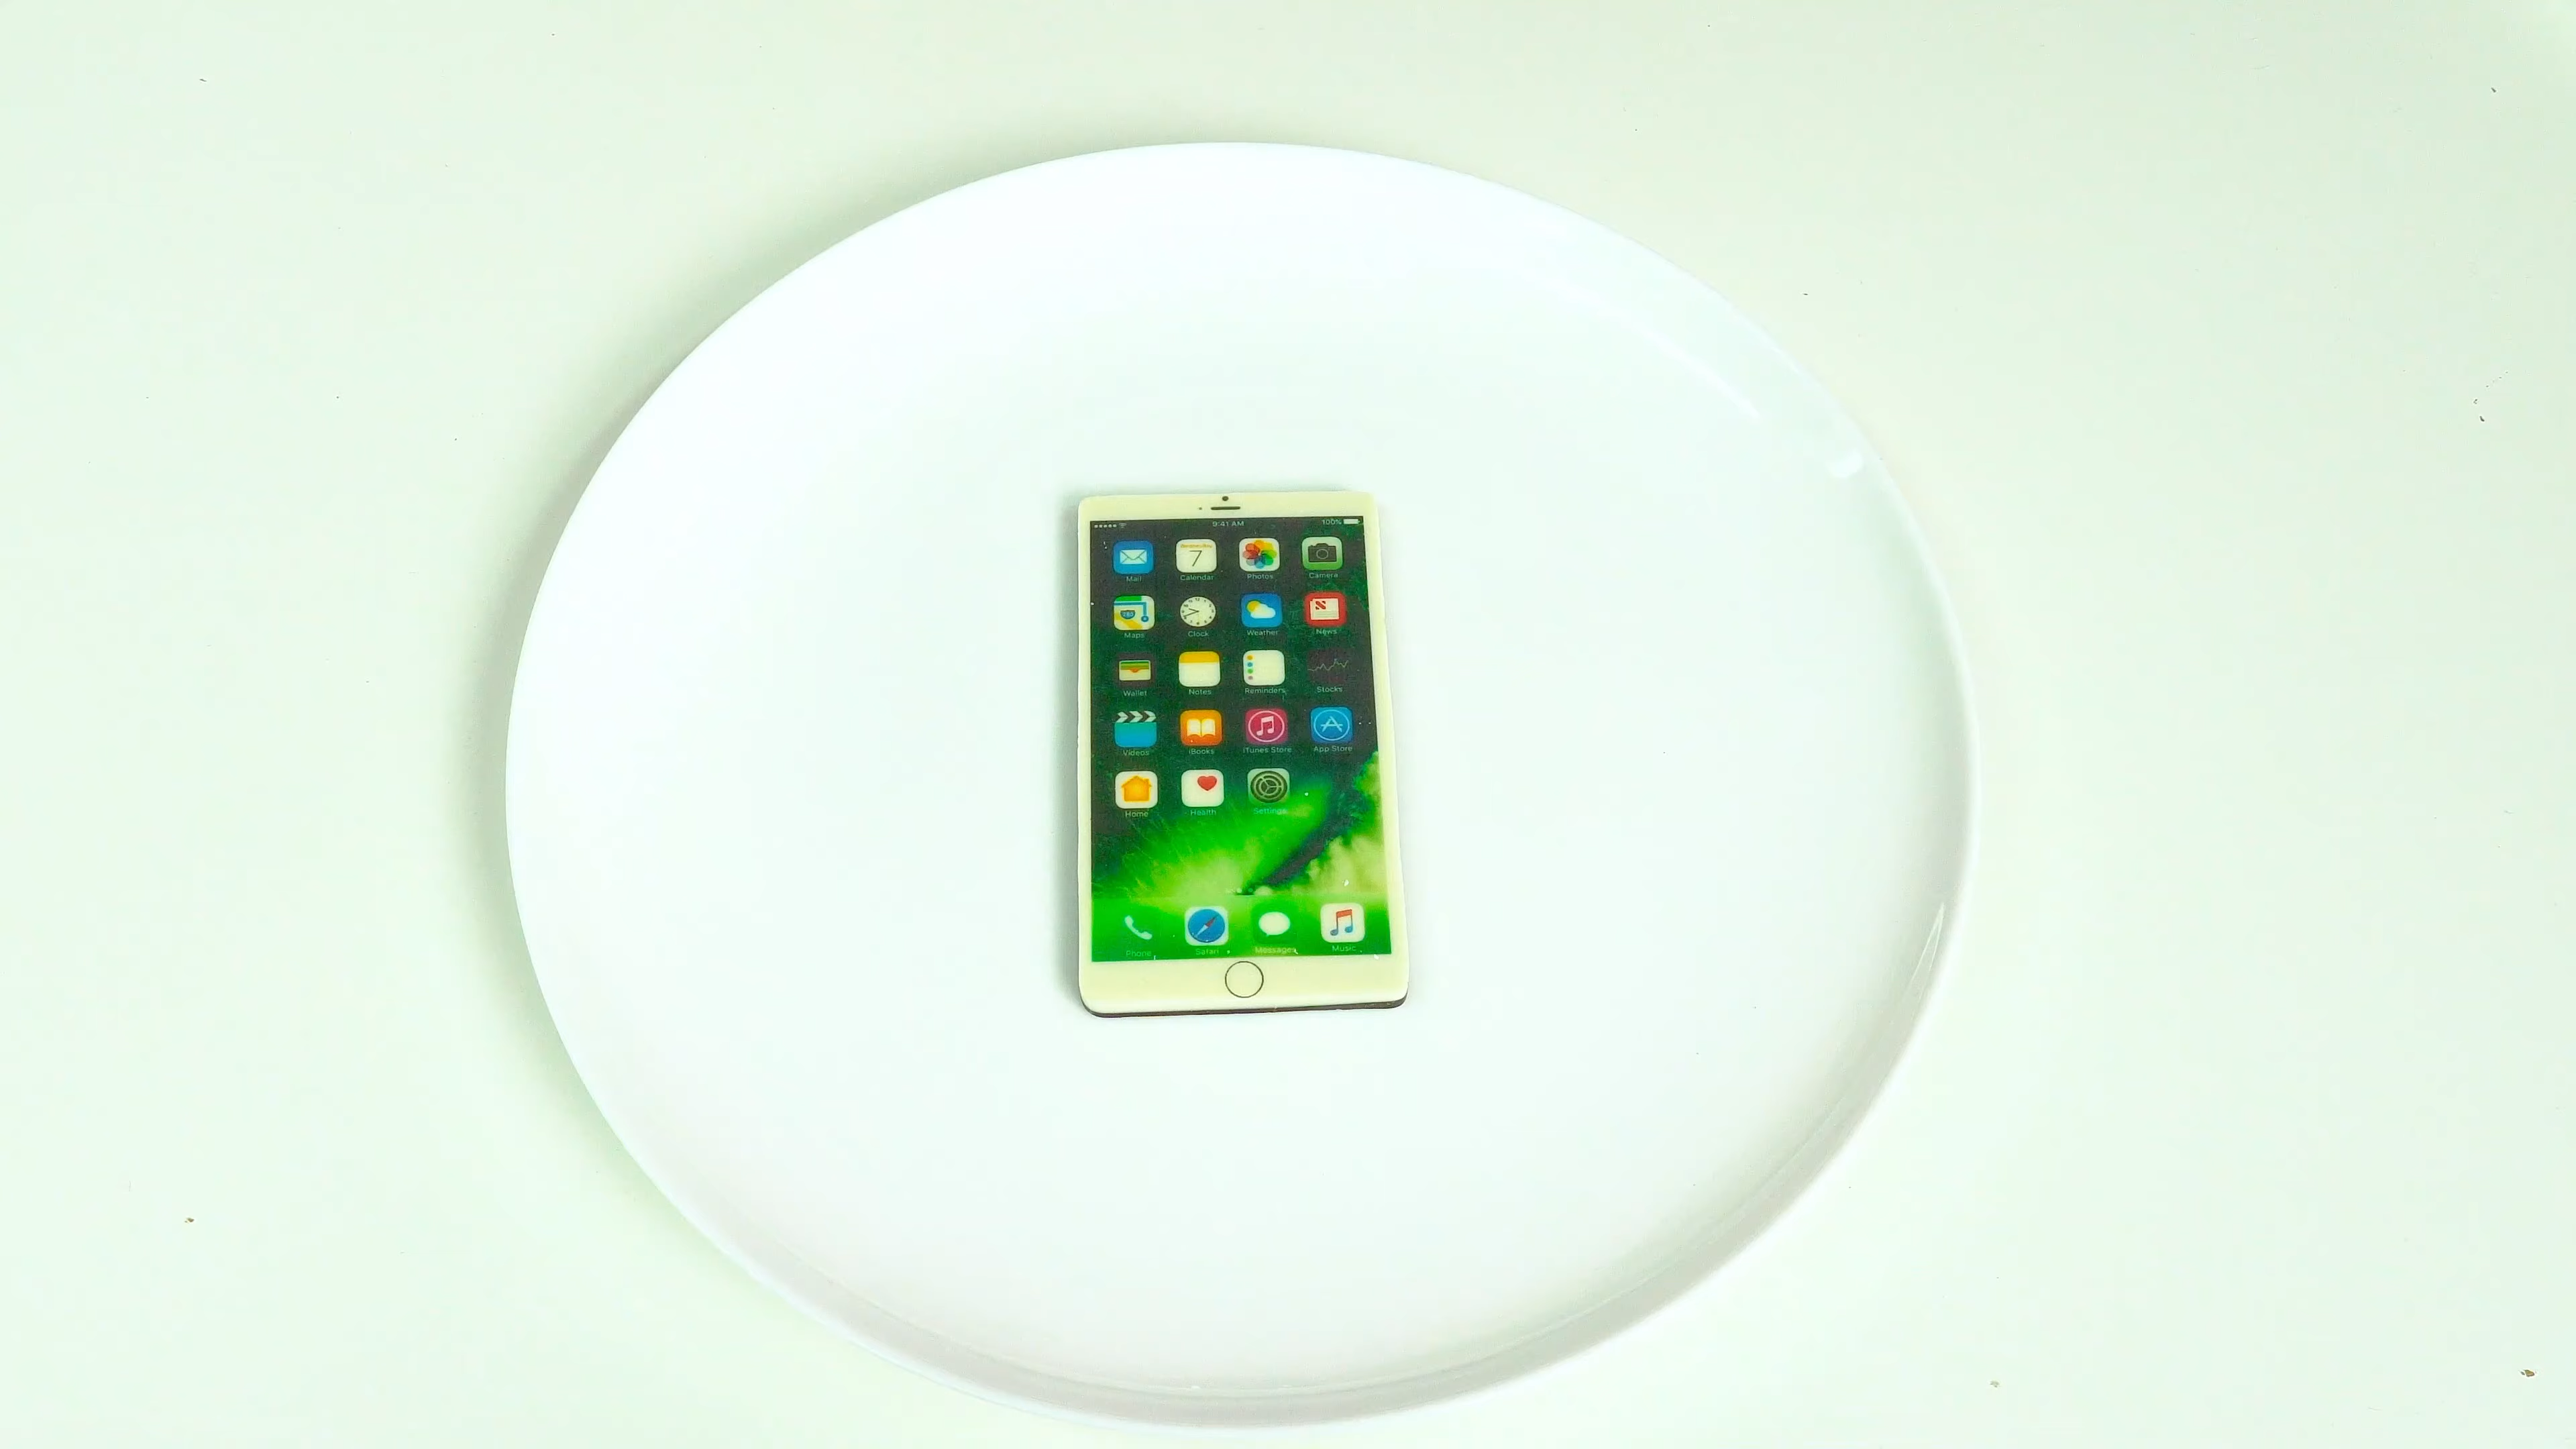 9:41 AM 100%
7
Mail Calendar Photos Camera
Maps Clock Weather News
Wallet Notes Reminders Stocks
Videos iBooks iTunes Store App Store
Home Health Settings
Phone Safari Messages Music